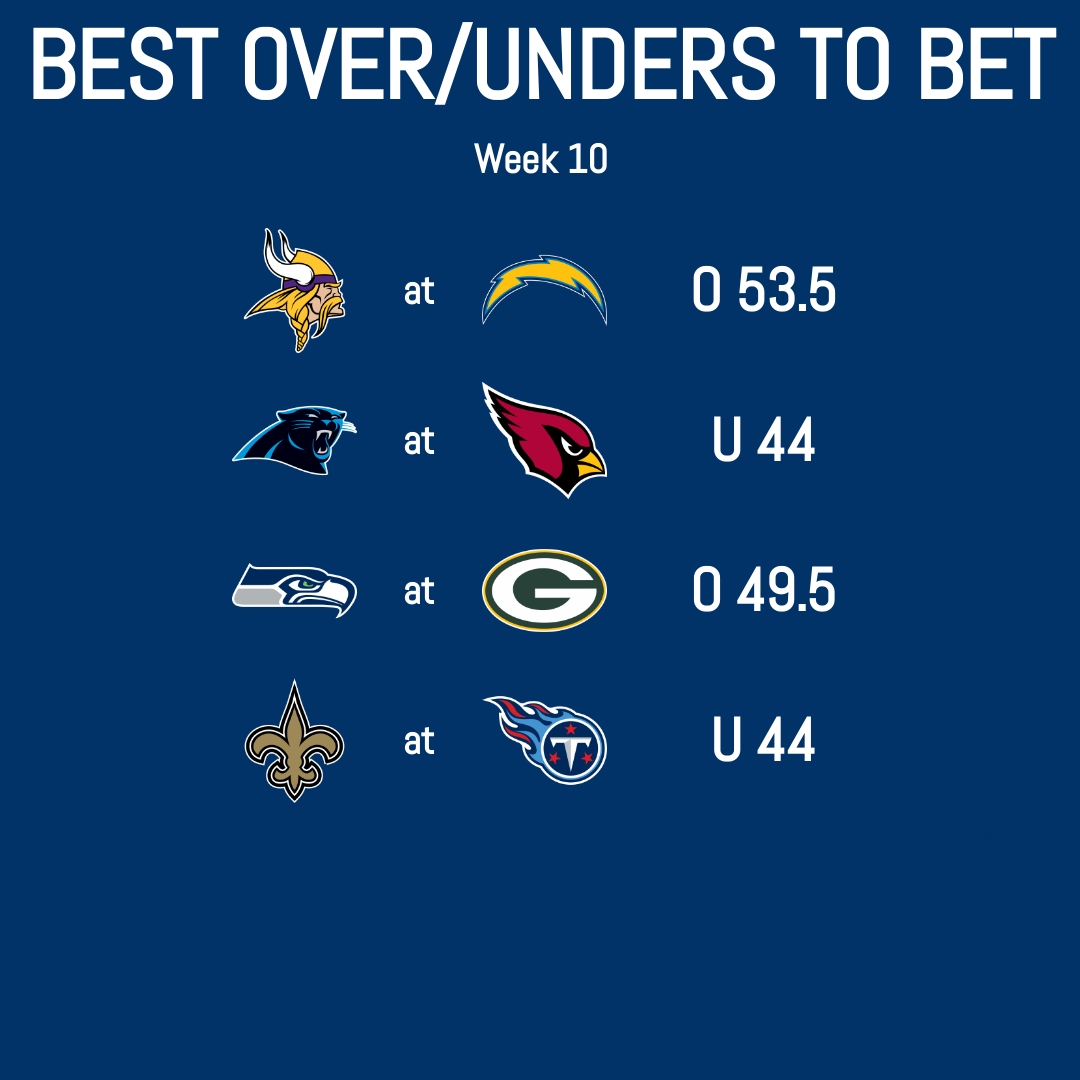 BEST OVER/UNDERS TO BET
Week 10
at O 53.5
at U 44
at O 49.5
at U 44